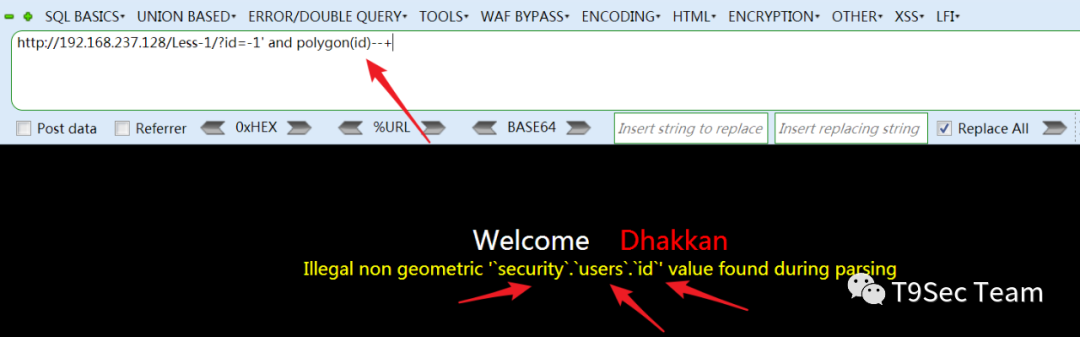 SQL BASICS▾ UNION BASED▾ ERROR/DOUBLE QUERY▾ TOOLS▾ WAF BYPASS▾ ENCODING▾ HTML▾ ENCRYPTION▾ OTHER▾ XSS▾ LFI▾
http://192.168.237.128/Less-1/?id=-1' and polygon(id)--+
Post data Referrer 0xHEX %URL BASE64 Insert string to replace Insert replacing string Replace All
Welcome Dhakkan
Illegal non geometric '`security`.`users`.`id`' value found during parsing
T9Sec Team